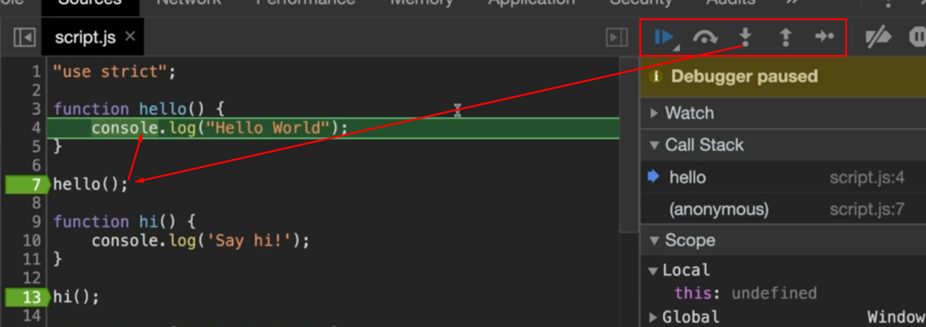 Sources Network Performance Memory Application Security Audits »
script.js ×
1 "use strict";
2
3 function hello() {
4 console.log("Hello World");
5 }
6
7 hello();
8
9 function hi() {
10 console.log('Say hi!');
11 }
12
13 hi();
14
Debugger paused
Watch
Call Stack
hello script.js:4
(anonymous) script.js:7
Scope
Local
this: undefined
Global Window